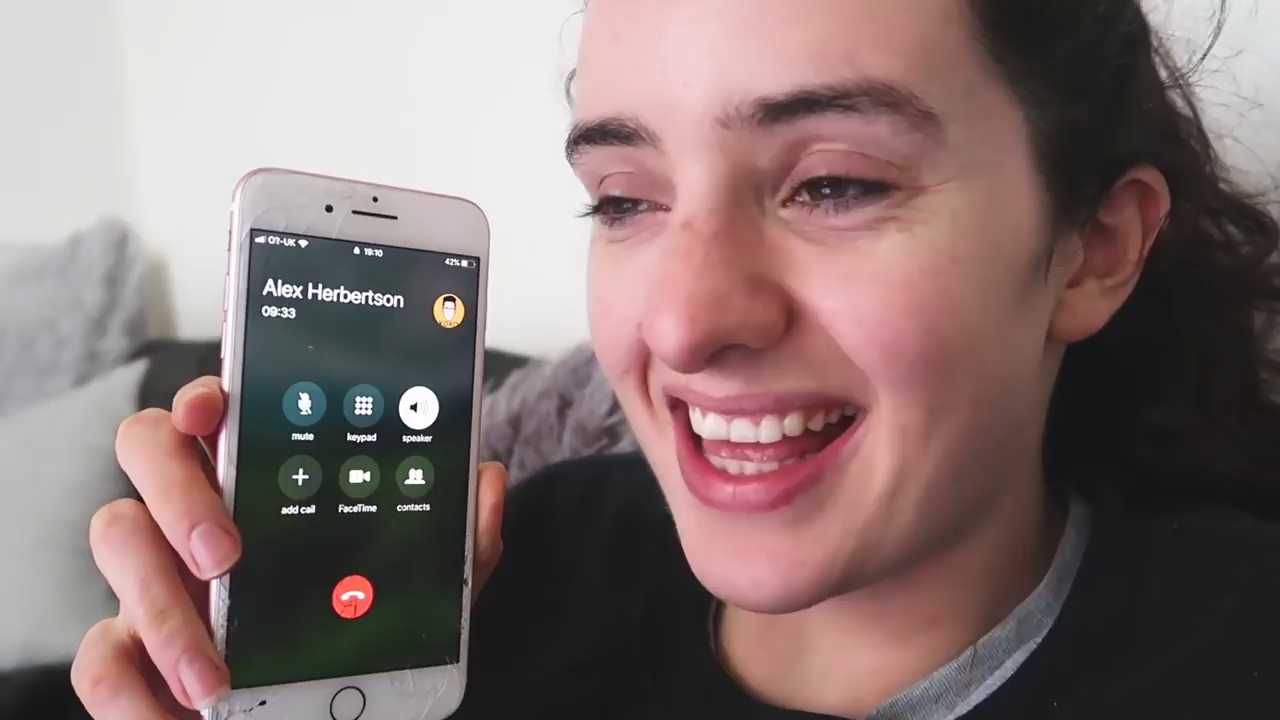 O2-UK
19:10
42%
Alex Herbertson
09:33
mute
keypad
speaker
add call
FaceTime
contacts